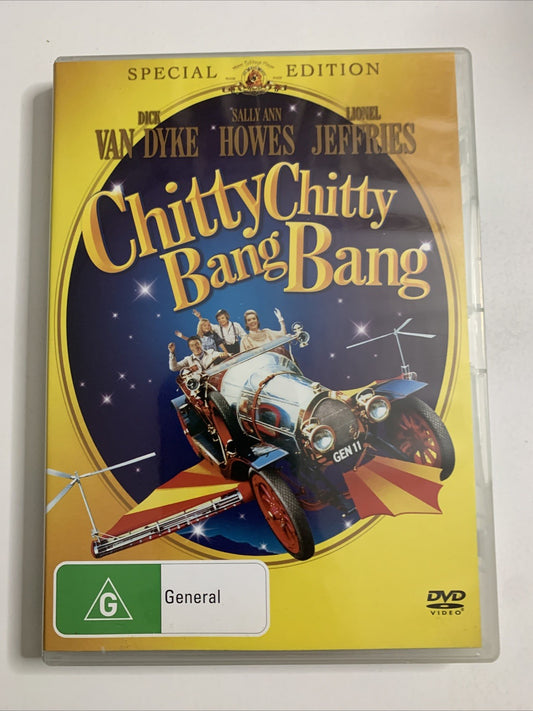 SPECIAL EDITION
DICK VAN DYKE
SALLY ANN HOWES
LIONEL JEFFRIES
Chitty Chitty
Bang Bang
GEN 11
G
General
DVD
VIDEO